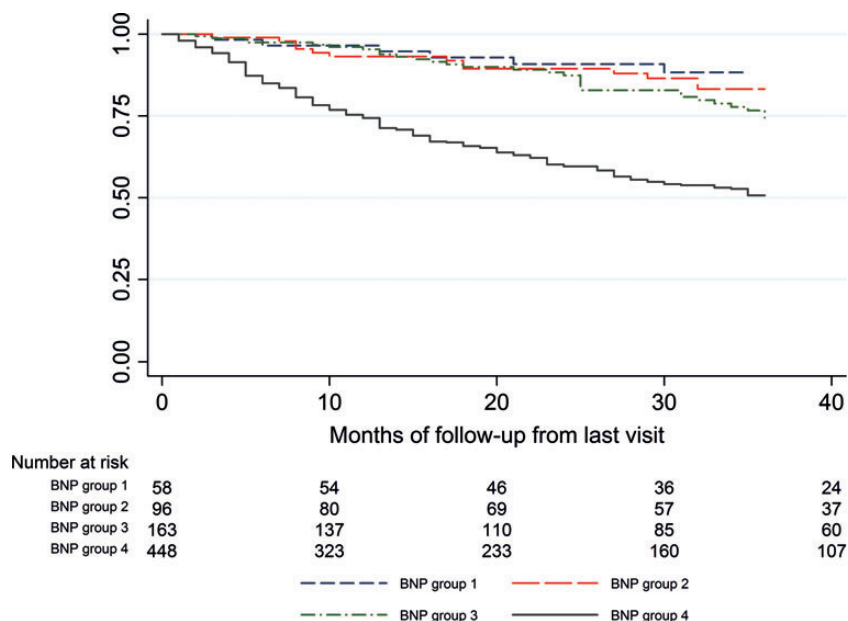 1.00
0.75
0.50
0.25
0.00
0 10 20 30 40
Months of follow-up from last visit
Number at risk
BNP group 1 58 54 46 36 24
BNP group 2 96 80 69 57 37
BNP group 3 163 137 110 85 60
BNP group 4 448 323 233 160 107
BNP group 1 BNP group 2
BNP group 3 BNP group 4